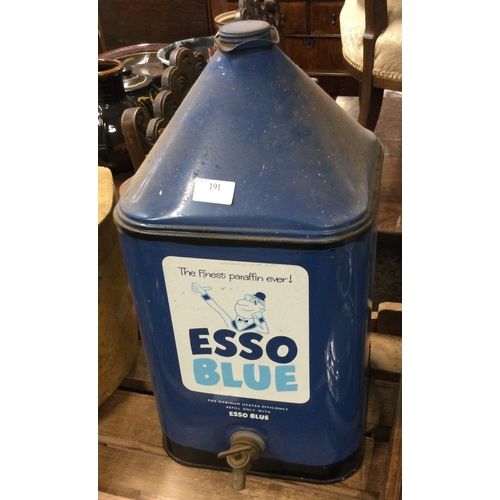 191
The Finest paraffin ever!
ESSO
BLUE
FOR MAXIMUM HEATER EFFICIENCY
REFILL ONLY WITH
ESSO BLUE